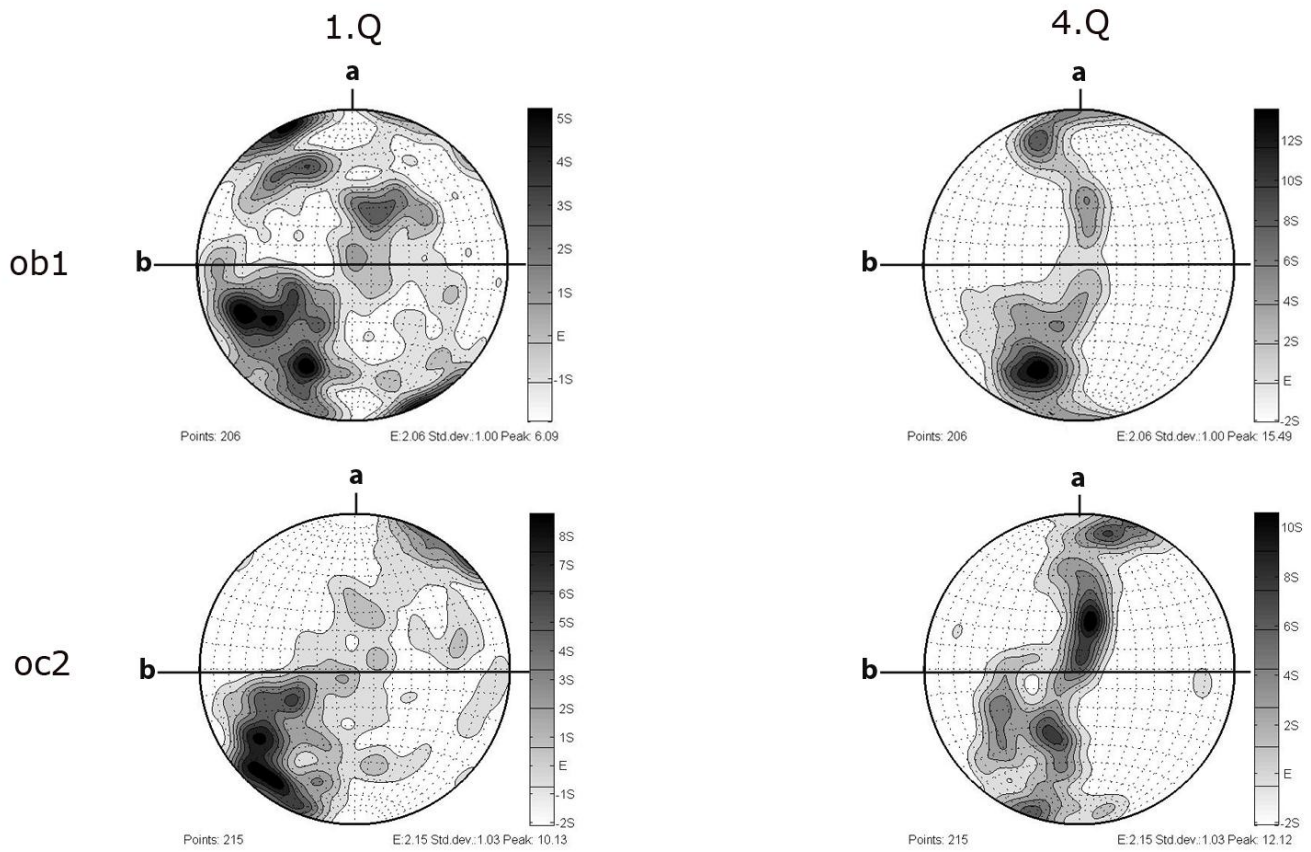 1.Q
4.Q
ob1
a
b
5S
4S
3S
2S
1S
E
-1S
Points: 206
E:2.06 Std.dev.:1.00 Peak: 6.09
a
b
12S
10S
8S
6S
4S
2S
E
-2S
Points: 206
E:2.06 Std.dev.:1.00 Peak: 15.49
oc2
a
b
8S
7S
6S
5S
4S
3S
2S
1S
E
-1S
-2S
Points: 215
E:2.15 Std.dev.:1.03 Peak: 10.13
a
b
10S
8S
6S
4S
2S
E
-2S
Points: 215
E:2.15 Std.dev.:1.03 Peak: 12.12